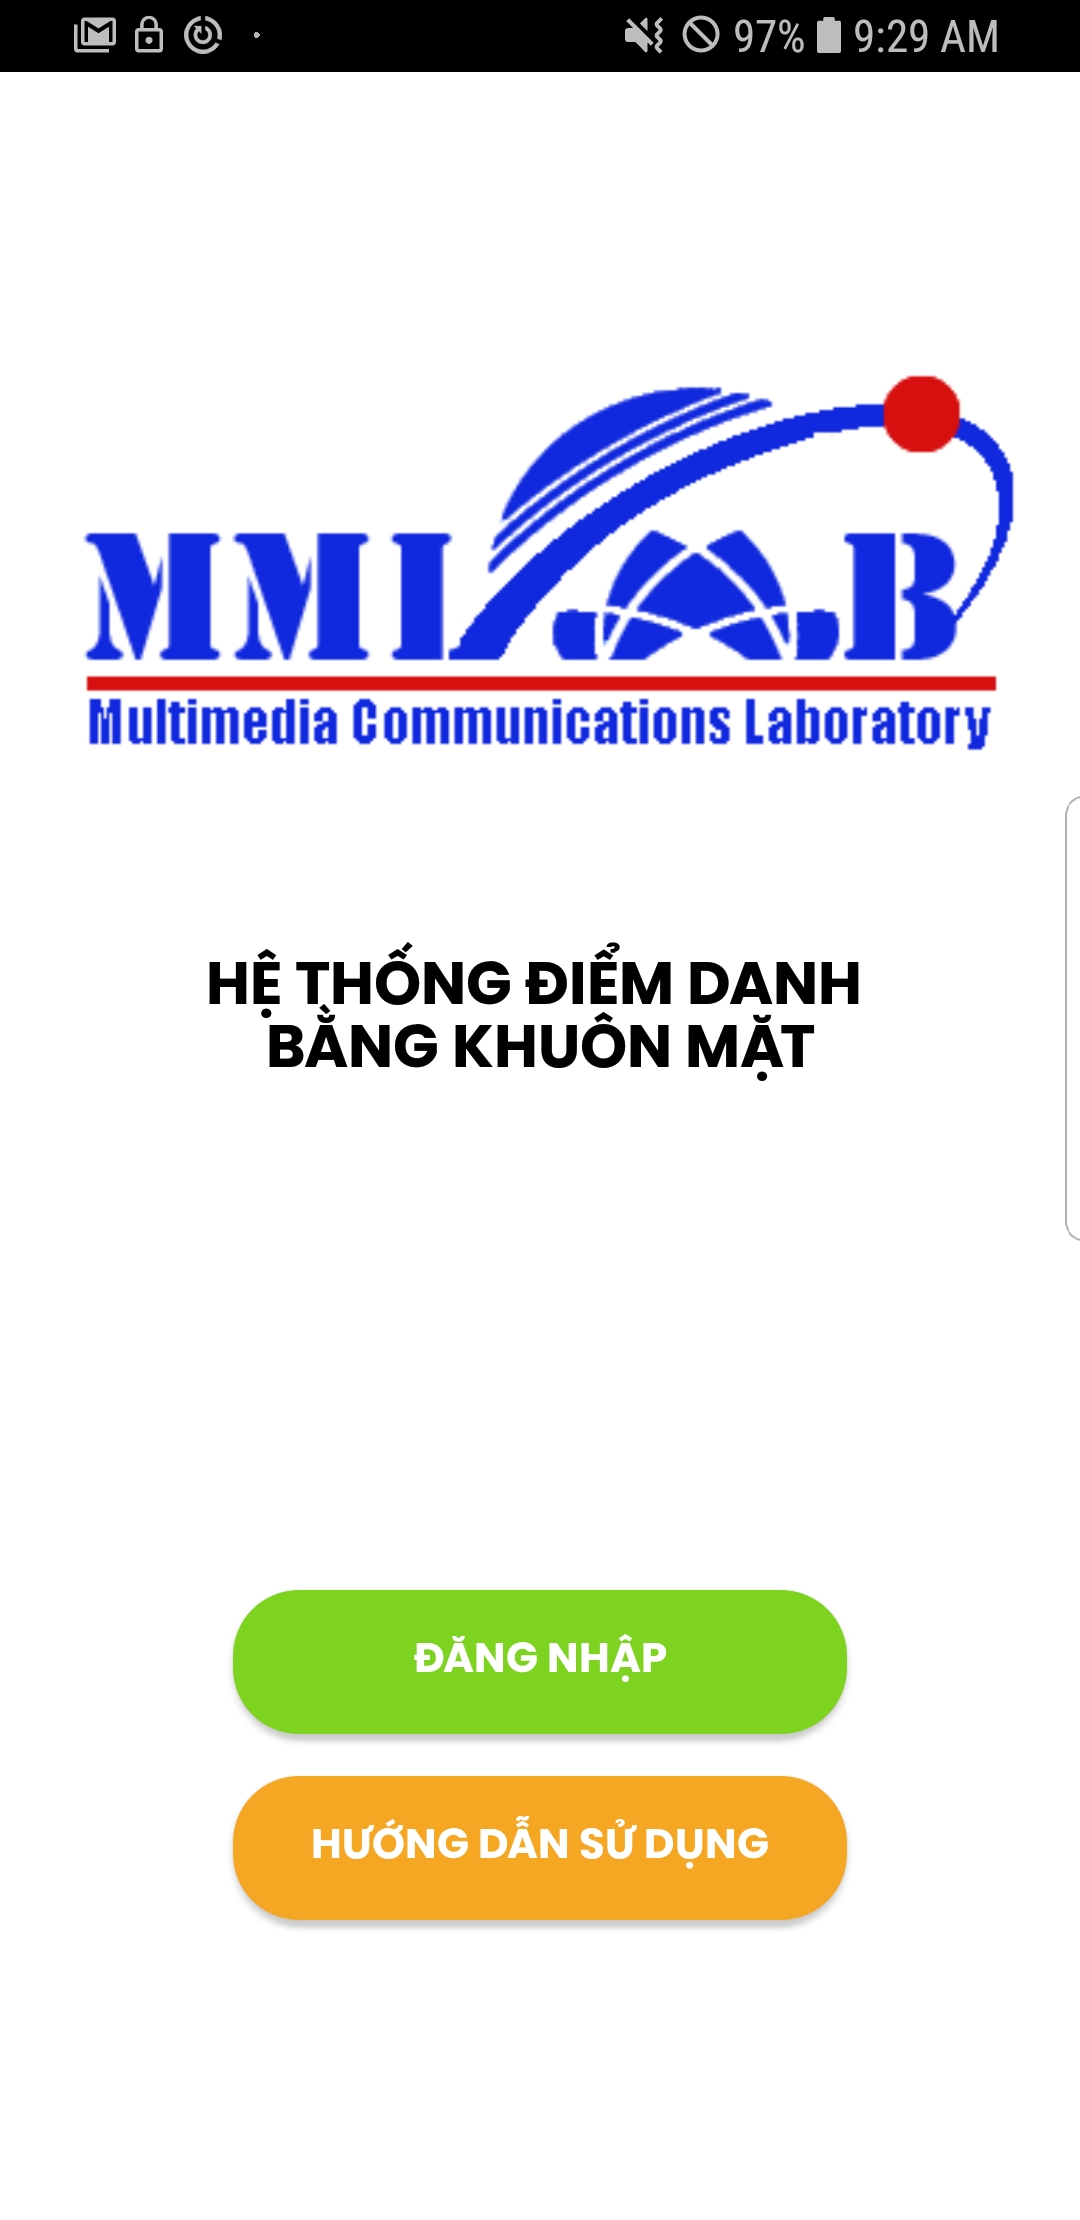 97% 9:29 AM
MMLAB
Multimedia Communications Laboratory
HỆ THỐNG ĐIỂM DANH
BẰNG KHUÔN MẶT
ĐĂNG NHẬP
HƯỚNG DẪN SỬ DỤNG